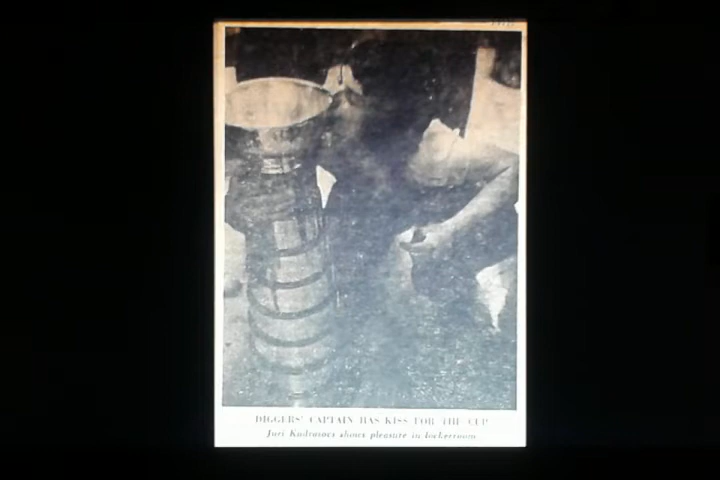 DIGGERS' CAPTAIN HAS KISS FOR THE CUP
Juri Kudrasovs shows pleasure in lockerroom